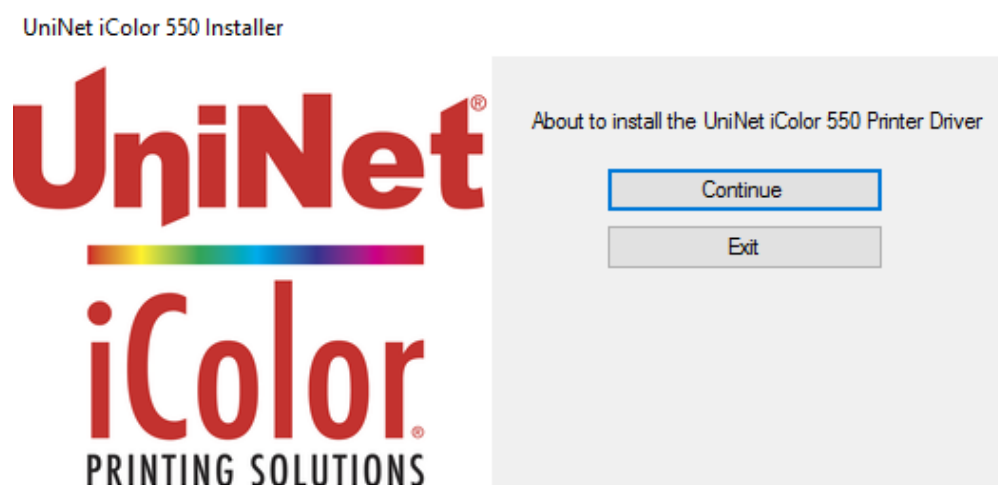 UniNet iColor 550 Installer
UniNet®
iColor®
PRINTING SOLUTIONS
About to install the UniNet iColor 550 Printer Driver
Continue
Exit